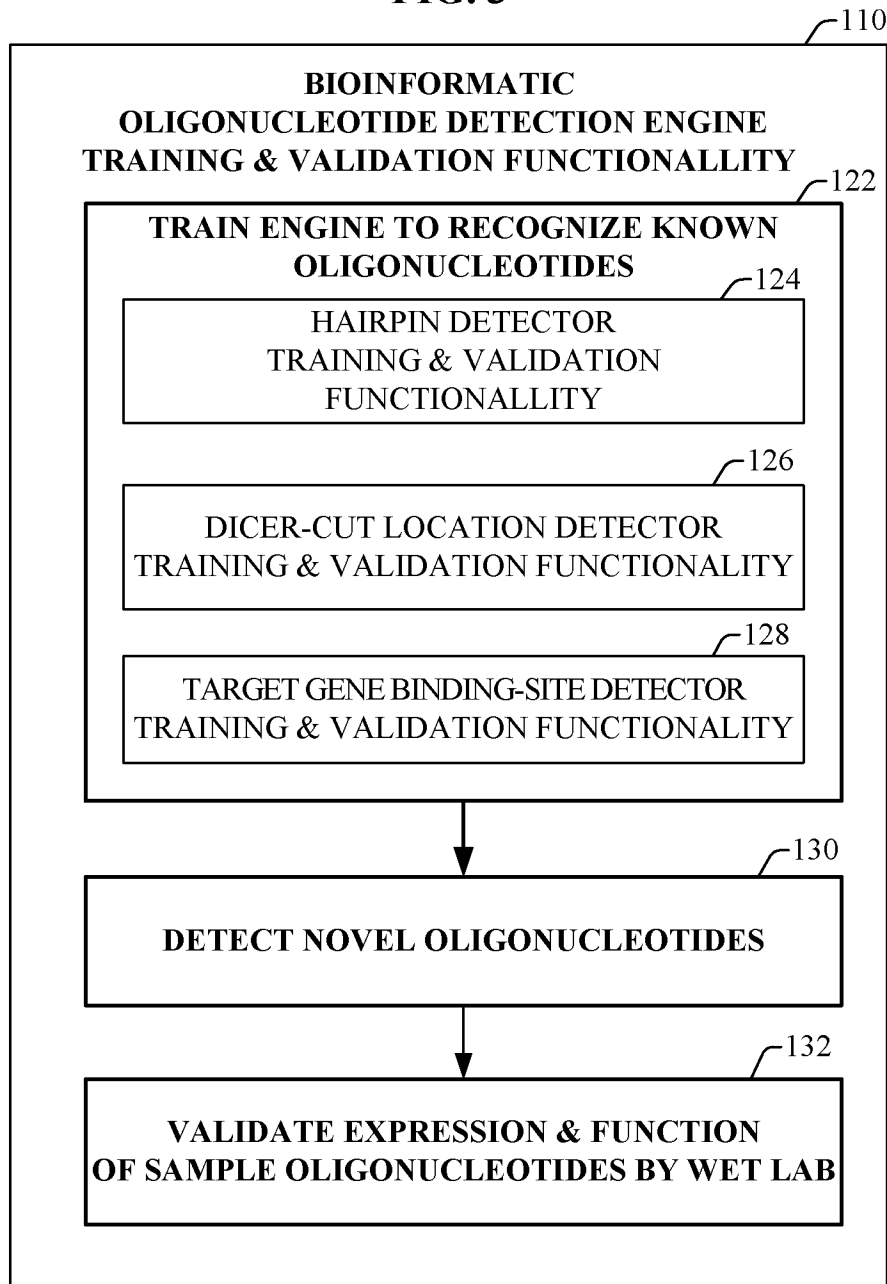 110
BIOINFORMATIC
OLIGONUCLEOTIDE DETECTION ENGINE
TRAINING & VALIDATION FUNCTIONALLITY
122
TRAIN ENGINE TO RECOGNIZE KNOWN
OLIGONUCLEOTIDES
124
HAIRPIN DETECTOR
TRAINING & VALIDATION
FUNCTIONALLITY
126
DICER-CUT LOCATION DETECTOR
TRAINING & VALIDATION FUNCTIONALITY
128
TARGET GENE BINDING-SITE DETECTOR
TRAINING & VALIDATION FUNCTIONALITY
130
DETECT NOVEL OLIGONUCLEOTIDES
132
VALIDATE EXPRESSION & FUNCTION
OF SAMPLE OLIGONUCLEOTIDES BY WET LAB